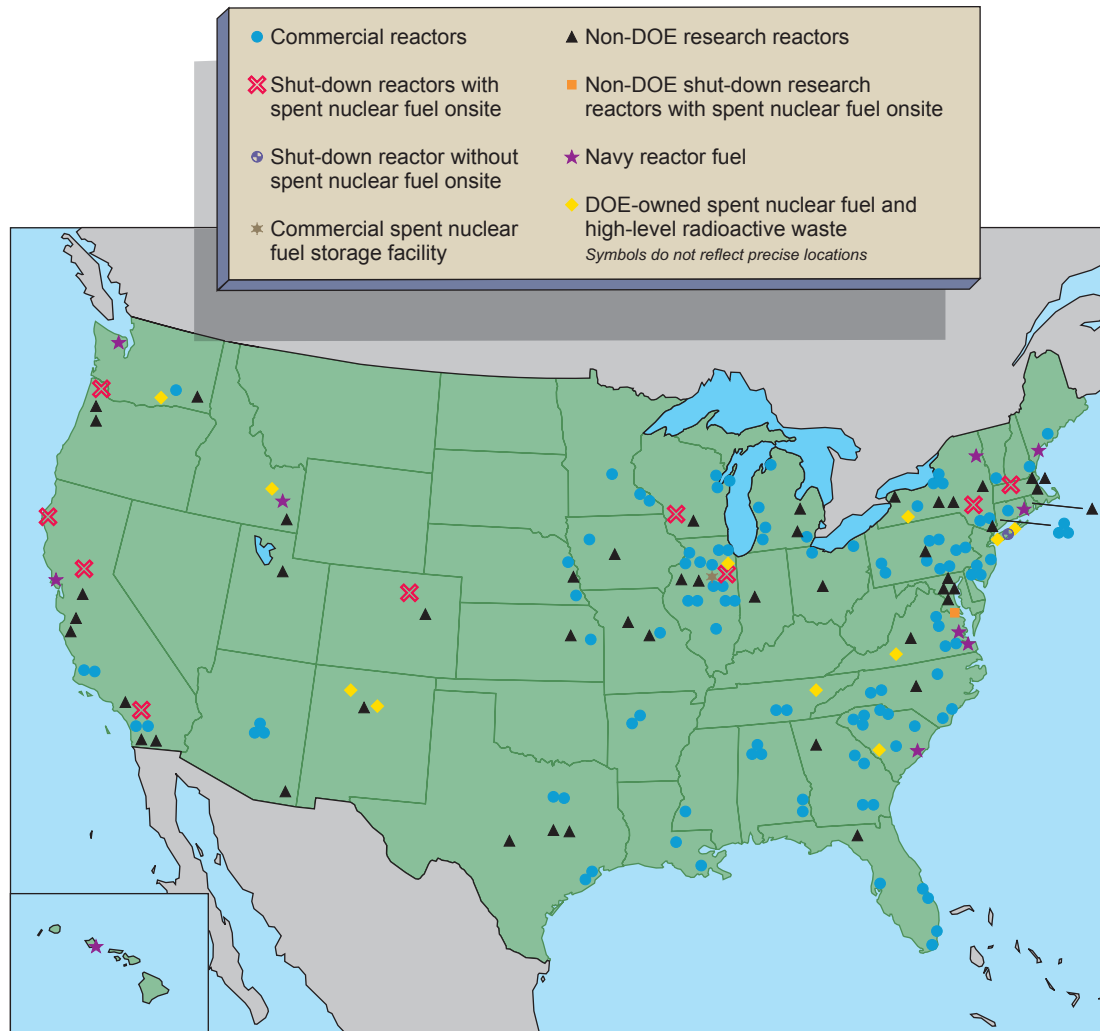 Commercial reactors
Shut-down reactors with
spent nuclear fuel onsite
Shut-down reactor without
spent nuclear fuel onsite
Commercial spent nuclear
fuel storage facility
Non-DOE research reactors
Non-DOE shut-down research
reactors with spent nuclear fuel onsite
Navy reactor fuel
DOE-owned spent nuclear fuel and
high-level radioactive waste
Symbols do not reflect precise locations